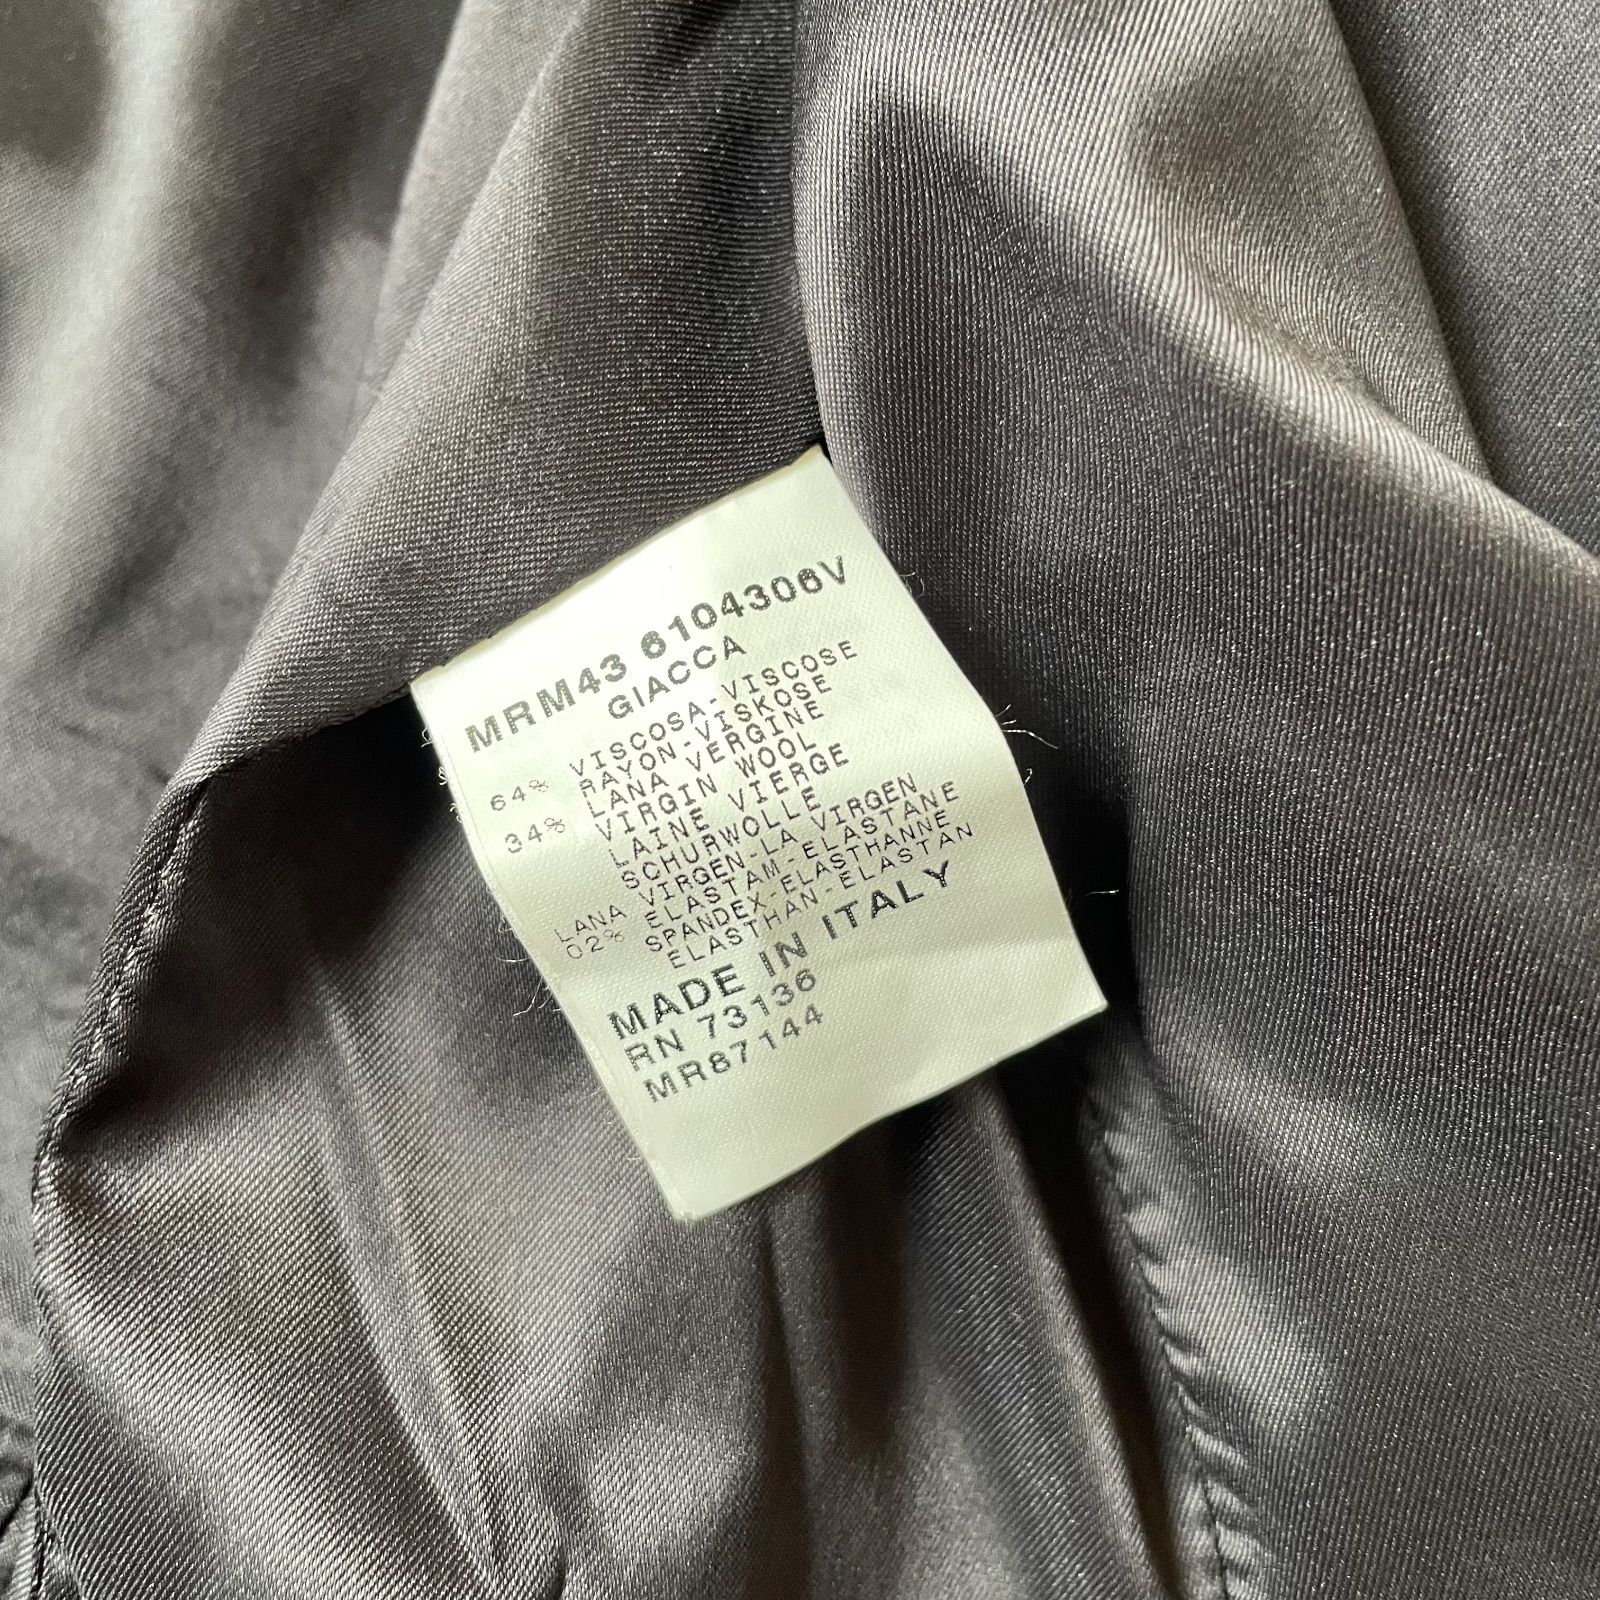 MRM43 6104306V
GIACCA
64% VISCOSA-VISCOSE
RAYON-VISKOSE
34% LANA VERGINE
VIRGIN WOOL
LAINE VIERGE
SCHURWOLLE
LANA VIRGEN-LA VIRGEN
02% ELASTAM-ELASTANE
SPANDEX-ELASTHANNE
ELASTHAN-ELASTAN
MADE IN ITALY
RN 73136
MR87144